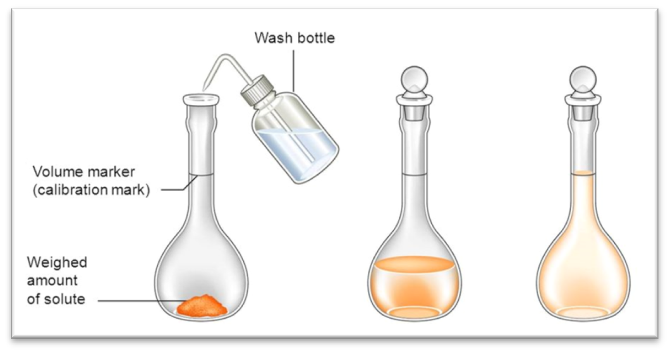 Wash bottle
Volume marker
(calibration mark)
Weighed
amount
of solute